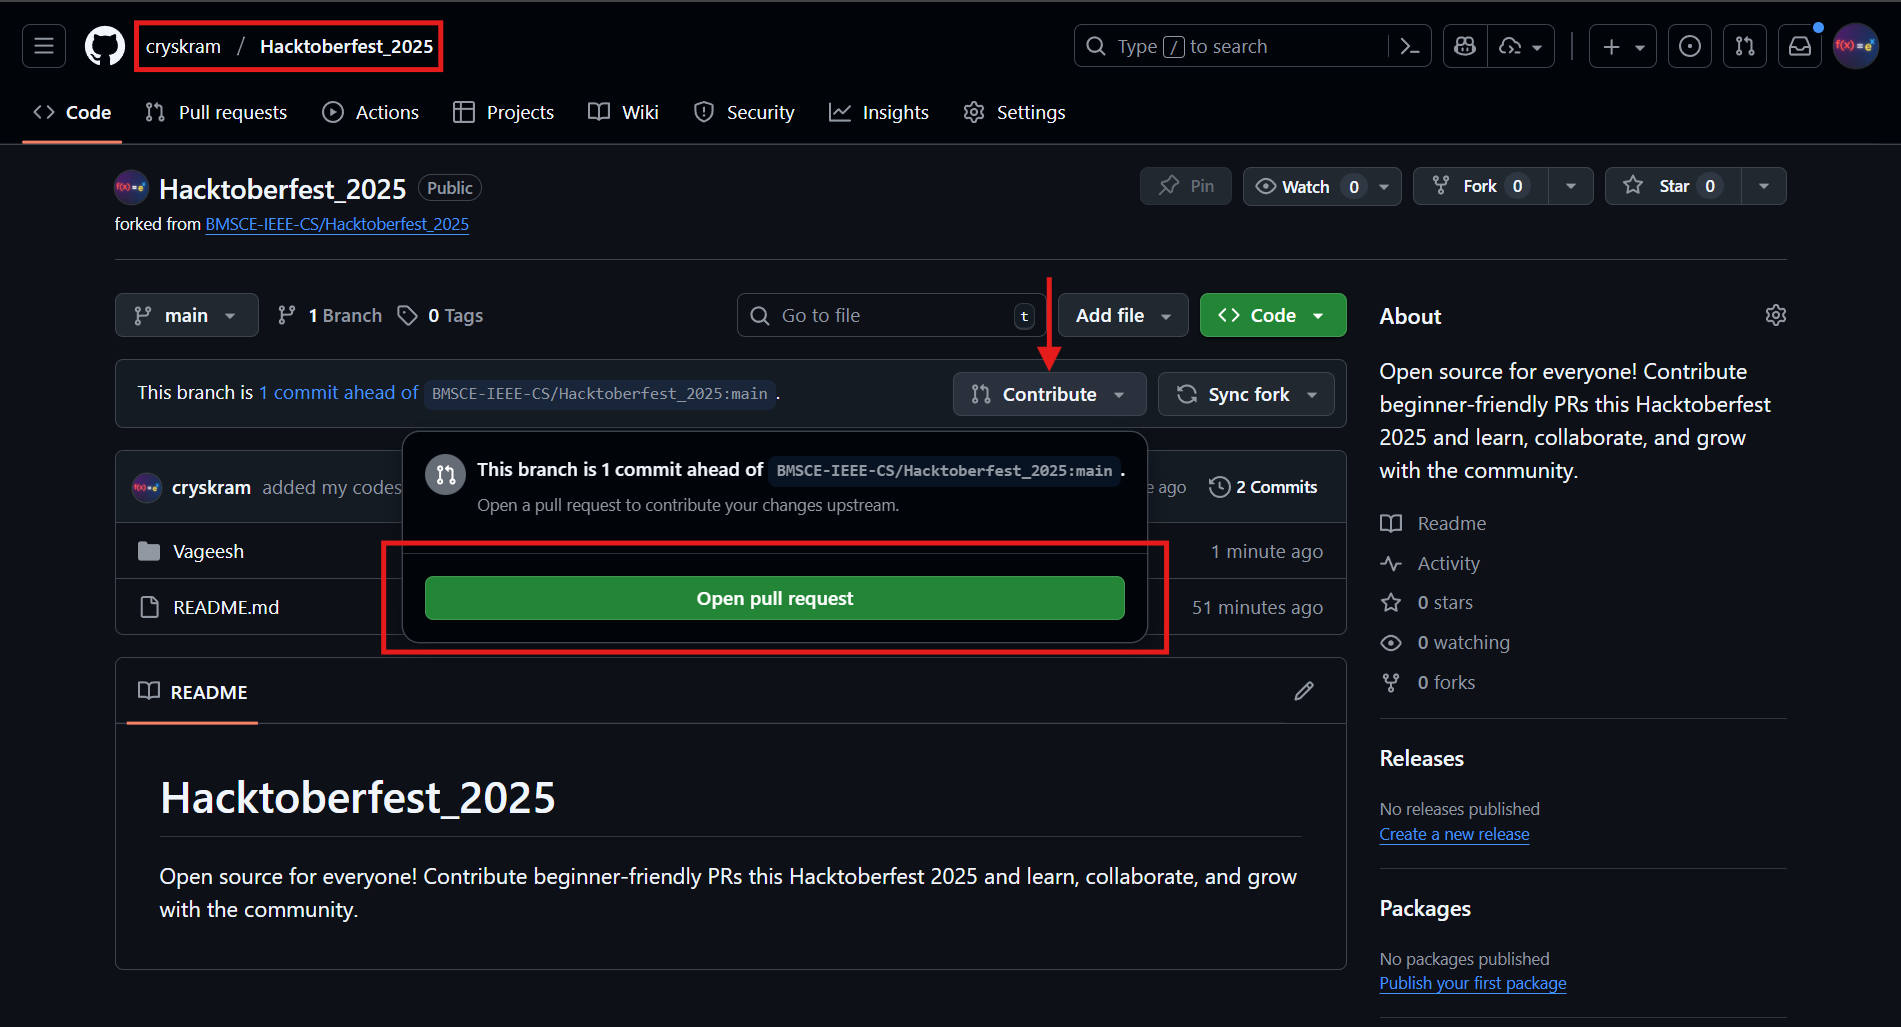 cryskram / Hacktoberfest_2025
Type / to search
f(x) = eˣ
Code Pull requests Actions Projects Wiki Security Insights Settings
Hacktoberfest_2025 Public
Pin Watch 0 Fork 0 Star 0
forked from BMSCE-IEEE-CS/Hacktoberfest_2025
main 1 Branch 0 Tags
Go to file t Add file Code
This branch is 1 commit ahead of BMSCE-IEEE-CS/Hacktoberfest_2025:main .
Contribute Sync fork
This branch is 1 commit ahead of BMSCE-IEEE-CS/Hacktoberfest_2025:main .
Open a pull request to contribute your changes upstream.
Open pull request
cryskram added my codes ago 2 Commits
Vageesh 1 minute ago
README.md 51 minutes ago
README
Hacktoberfest_2025
Open source for everyone! Contribute beginner-friendly PRs this Hacktoberfest 2025 and learn, collaborate, and grow
with the community.
About
Open source for everyone! Contribute
beginner-friendly PRs this Hacktoberfest
2025 and learn, collaborate, and grow
with the community.
Readme
Activity
0 stars
0 watching
0 forks
Releases
No releases published
Create a new release
Packages
No packages published
Publish your first package